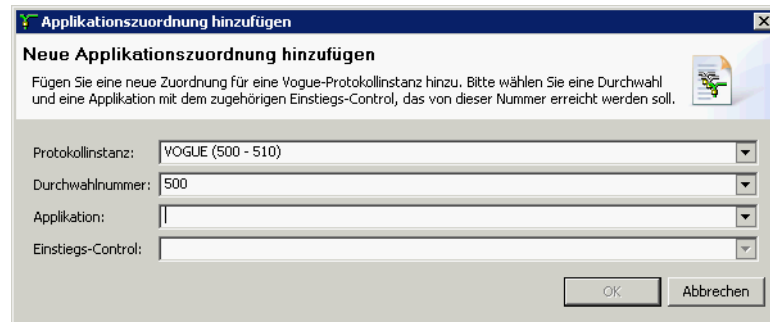 Applikationszuordnung hinzufügen
Neue Applikationszuordnung hinzufügen
Fügen Sie eine neue Zuordnung für eine Vogue-Protokollinstanz hinzu. Bitte wählen Sie eine Durchwahl
und eine Applikation mit dem zugehörigen Einstiegs-Control, das von dieser Nummer erreicht werden soll.
Protokollinstanz: VOGUE (500 - 510)
Durchwahlnummer: 500
Applikation:
Einstiegs-Control:
OK Abbrechen